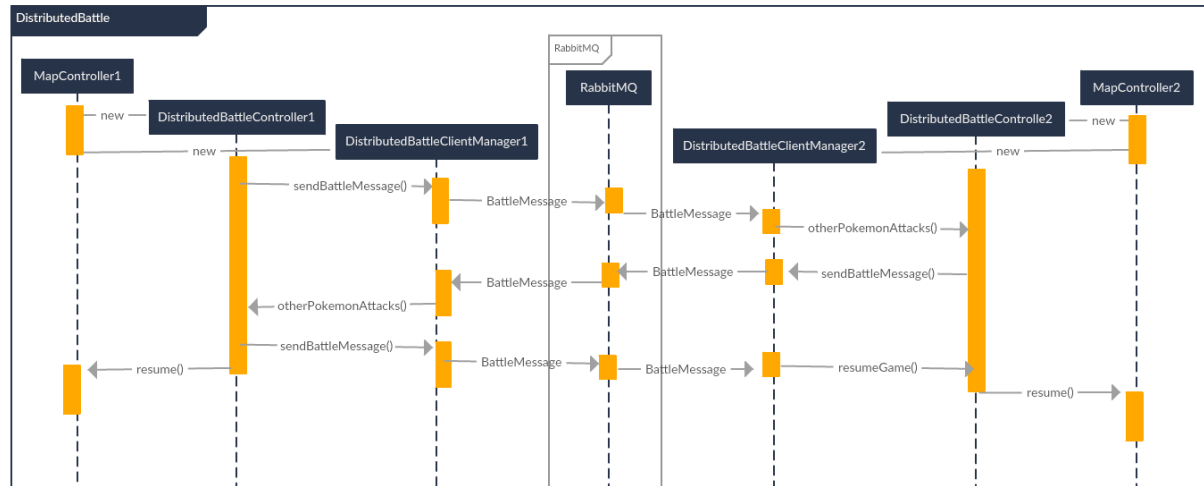 DistributedBattle
RabbitMQ
MapController1
RabbitMQ
MapController2
new
DistributedBattleController1
DistributedBattleControlle2
new
new
DistributedBattleClientManager1
DistributedBattleClientManager2
new
sendBattleMessage()
BattleMessage
BattleMessage
otherPokemonAttacks()
BattleMessage
BattleMessage
sendBattleMessage()
otherPokemonAttacks()
sendBattleMessage()
resume()
BattleMessage
BattleMessage
resumeGame()
resume()